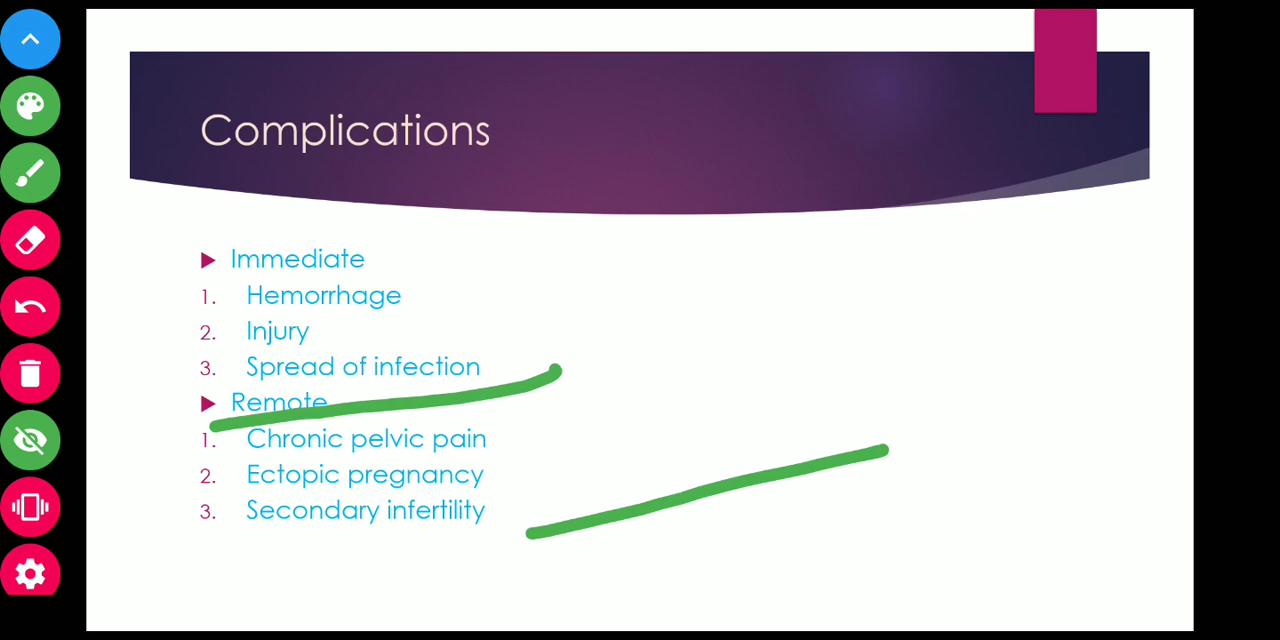 Complications
Immediate
1. Hemorrhage
2. Injury
3. Spread of infection
Remote
1. Chronic pelvic pain
2. Ectopic pregnancy
3. Secondary infertility